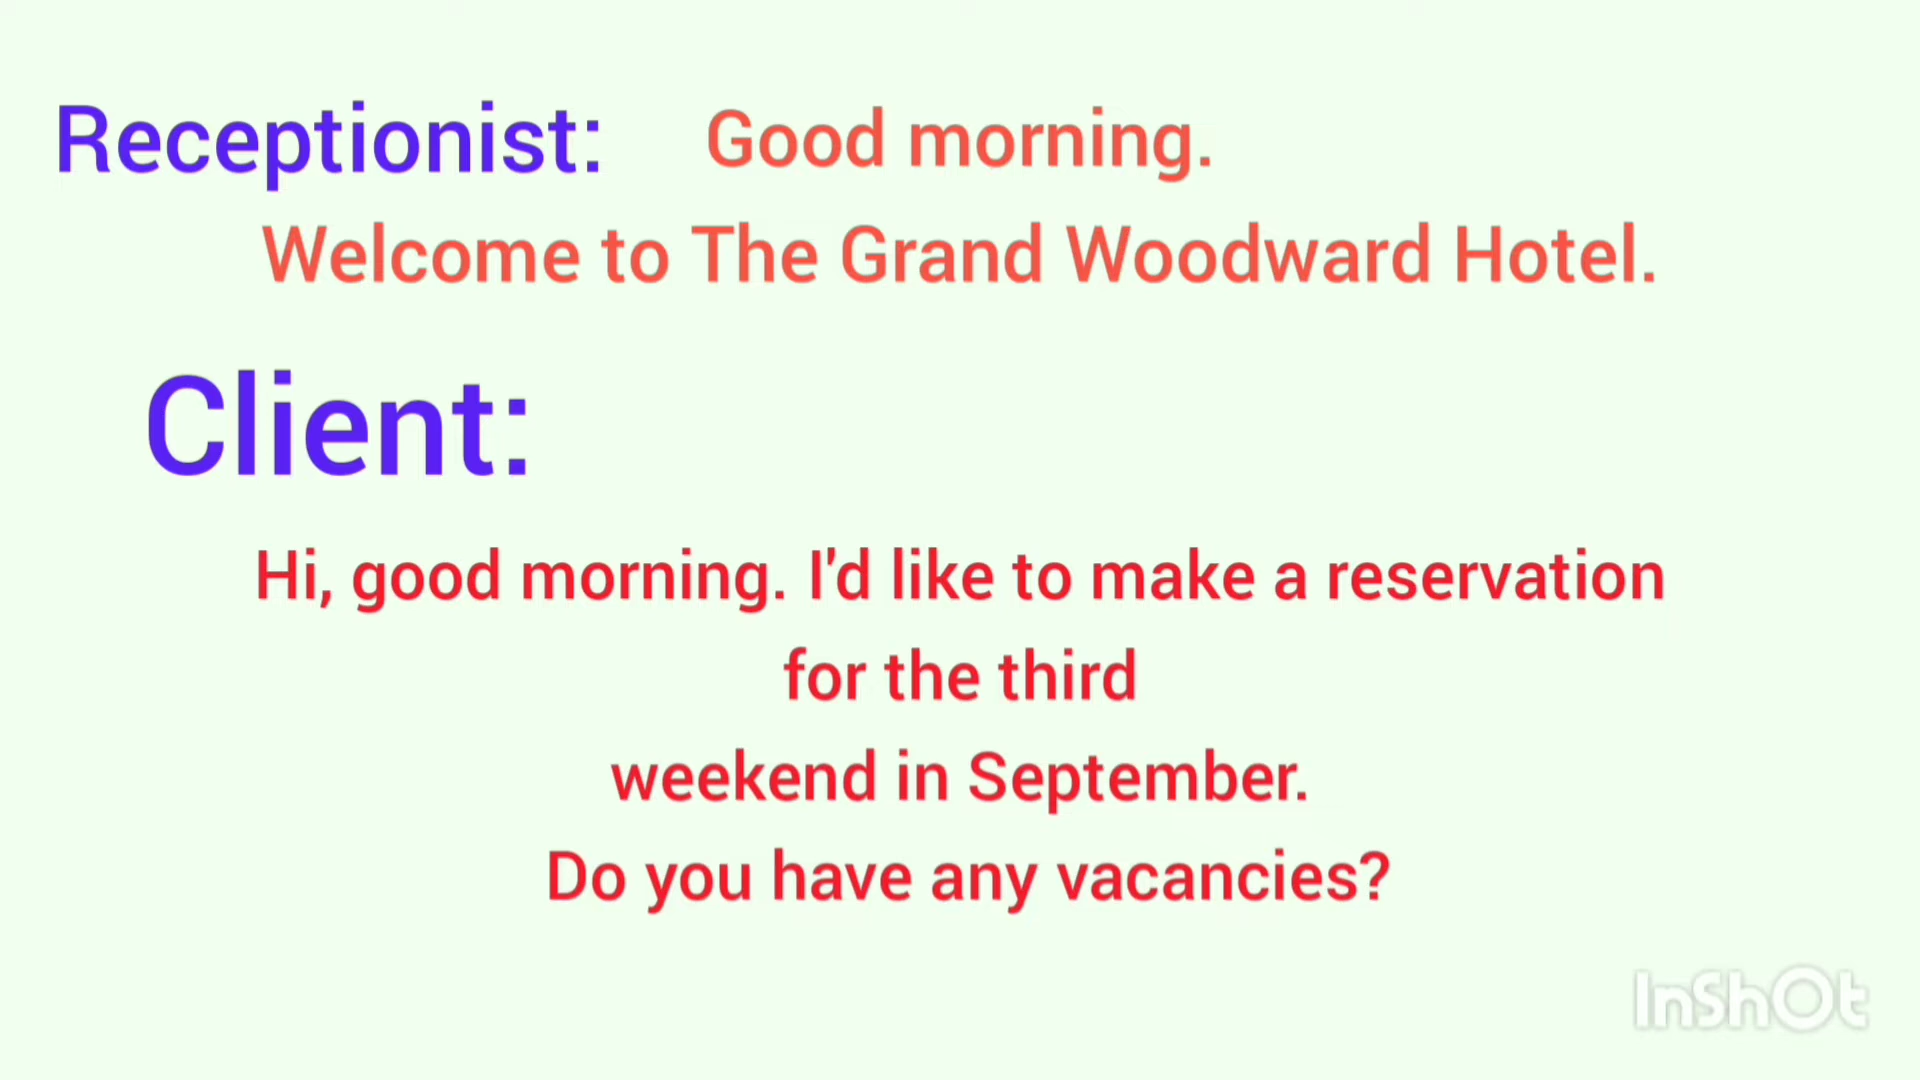 Receptionist: Good morning.
Welcome to The Grand Woodward Hotel.
Client:
Hi, good morning. I'd like to make a reservation
for the third
weekend in September.
Do you have any vacancies?
InShOt